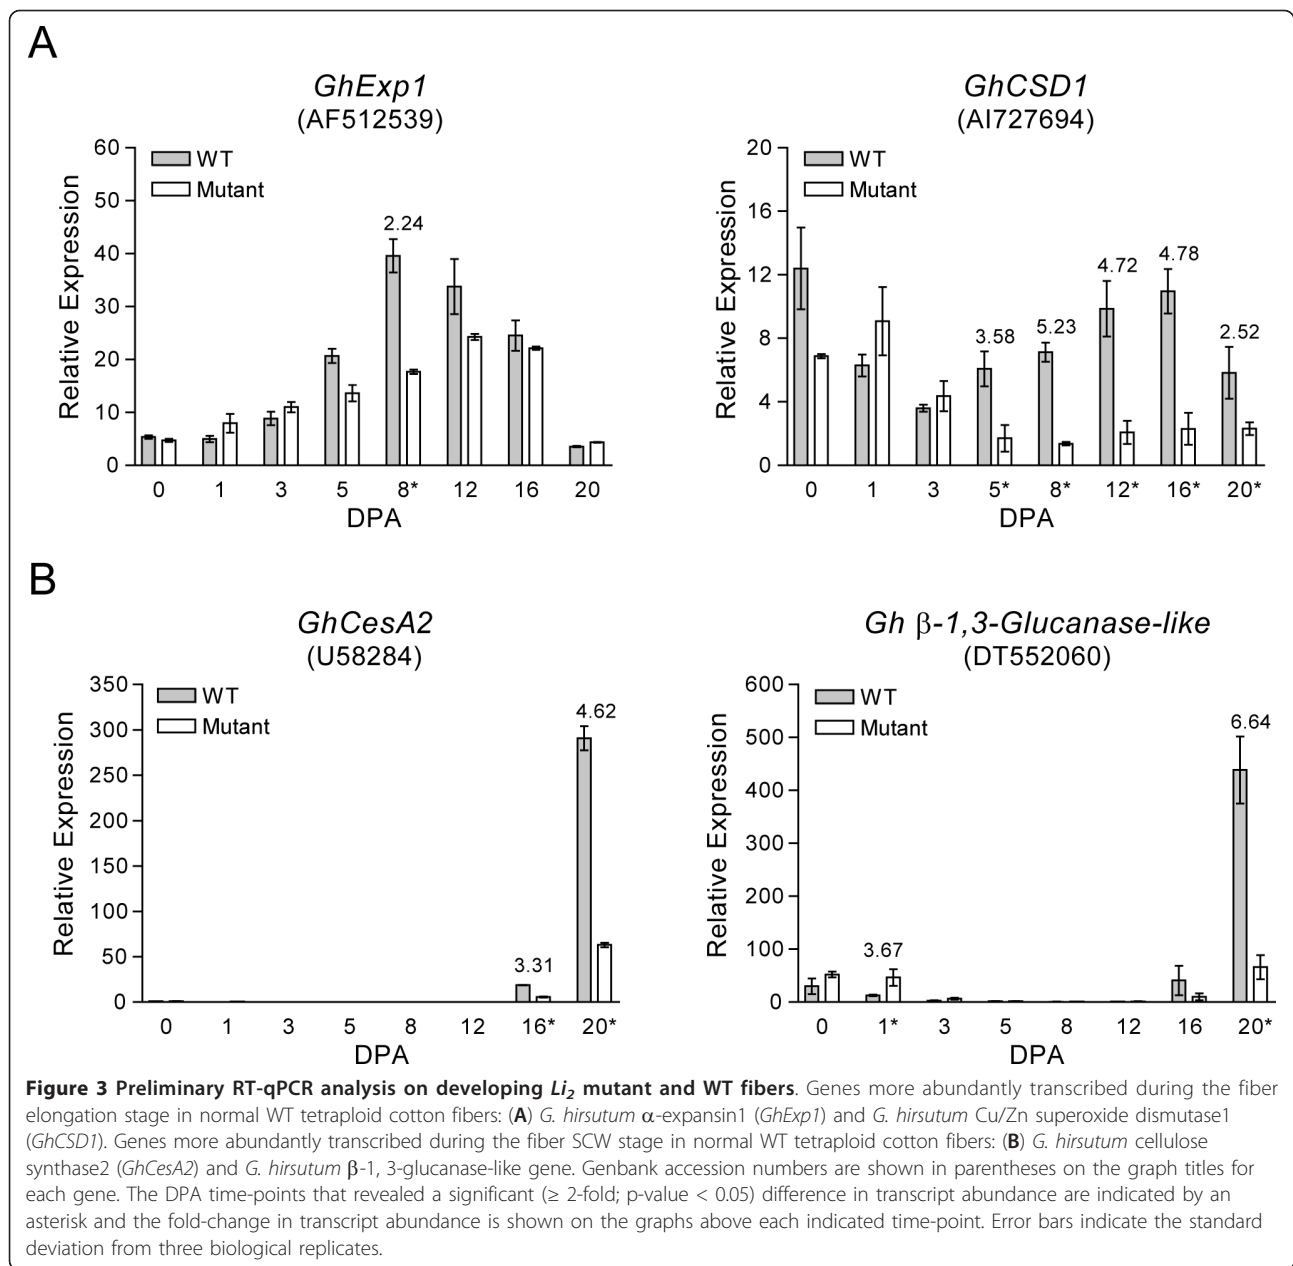 A
GhExp1
(AF512539)
WT
Mutant
Relative Expression
60
50
40
30
20
10
0
2.24
0 1 3 5 8* 12 16 20
DPA
GhCSD1
(AI727694)
WT
Mutant
Relative Expression
20
16
12
8
4
0
3.58 5.23 4.72 4.78 2.52
0 1 3 5* 8* 12* 16* 20*
DPA
B
GhCesA2
(U58284)
WT
Mutant
Relative Expression
350
300
250
200
150
100
50
0
3.31 4.62
0 1 3 5 8 12 16* 20*
DPA
Gh β-1,3-Glucanase-like
(DT552060)
WT
Mutant
Relative Expression
600
500
400
300
200
100
0
3.67 6.64
0 1* 3 5 8 12 16 20*
DPA
Figure 3 Preliminary RT-qPCR analysis on developing Li2 mutant and WT fibers. Genes more abundantly transcribed during the fiber
elongation stage in normal WT tetraploid cotton fibers: (A) G. hirsutum α-expansin1 (GhExp1) and G. hirsutum Cu/Zn superoxide dismutase1
(GhCSD1). Genes more abundantly transcribed during the fiber SCW stage in normal WT tetraploid cotton fibers: (B) G. hirsutum cellulose
synthase2 (GhCesA2) and G. hirsutum β-1, 3-glucanase-like gene. Genbank accession numbers are shown in parentheses on the graph titles for
each gene. The DPA time-points that revealed a significant (≥ 2-fold; p-value < 0.05) difference in transcript abundance are indicated by an
asterisk and the fold-change in transcript abundance is shown on the graphs above each indicated time-point. Error bars indicate the standard
deviation from three biological replicates.